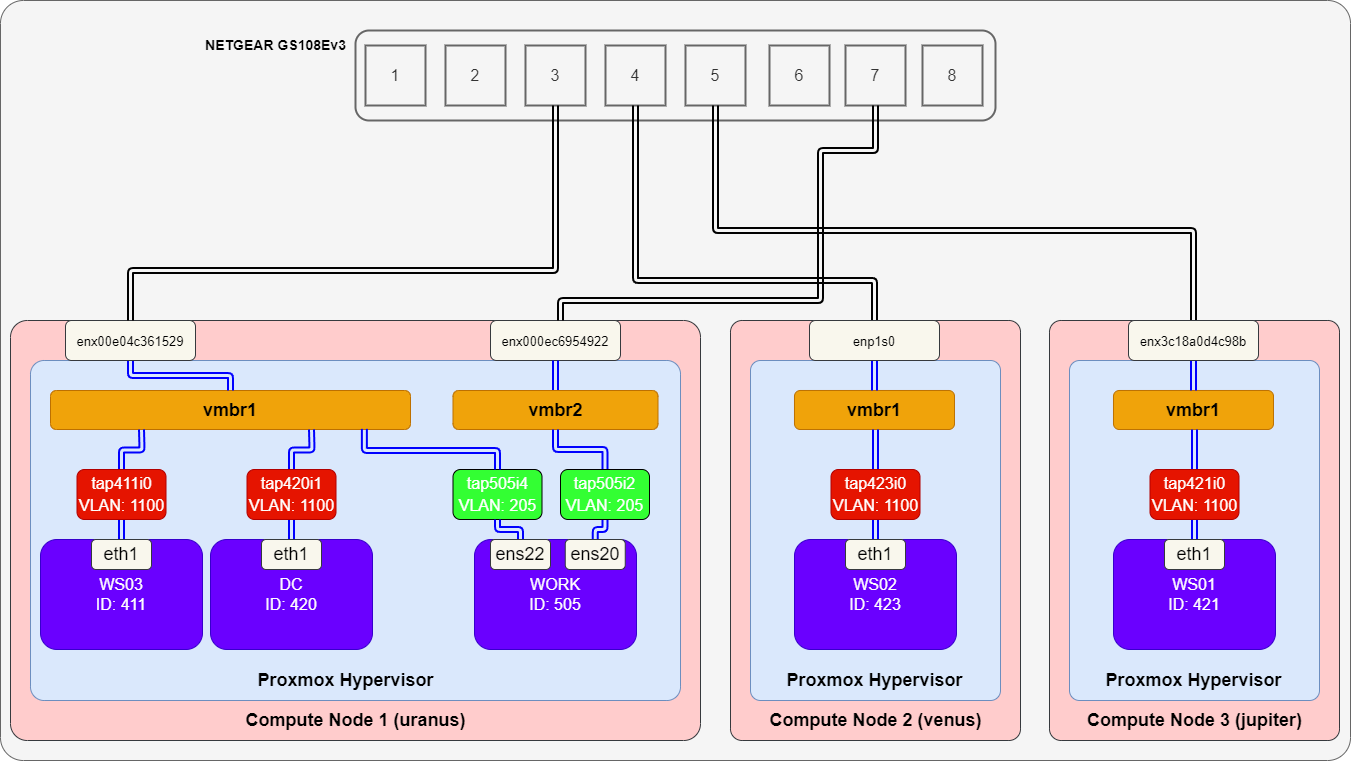 NETGEAR GS108Ev3
1
2
3
4
5
6
7
8
enx00e04c361529
enx000ec6954922
enp1s0
enx3c18a0d4c98b
vmbr1
vmbr2
vmbr1
vmbr1
tap411i0
VLAN: 1100
tap420i1
VLAN: 1100
tap505i4
VLAN: 205
tap505i2
VLAN: 205
tap423i0
VLAN: 1100
tap421i0
VLAN: 1100
eth1
WS03
ID: 411
eth1
DC
ID: 420
ens22
ens20
WORK
ID: 505
eth1
WS02
ID: 423
eth1
WS01
ID: 421
Proxmox Hypervisor
Proxmox Hypervisor
Proxmox Hypervisor
Compute Node 1 (uranus)
Compute Node 2 (venus)
Compute Node 3 (jupiter)